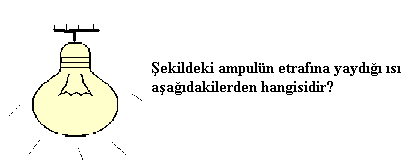 Şekildeki ampulün etrafına yaydığı ısı
aşağıdakilerden hangisidir?